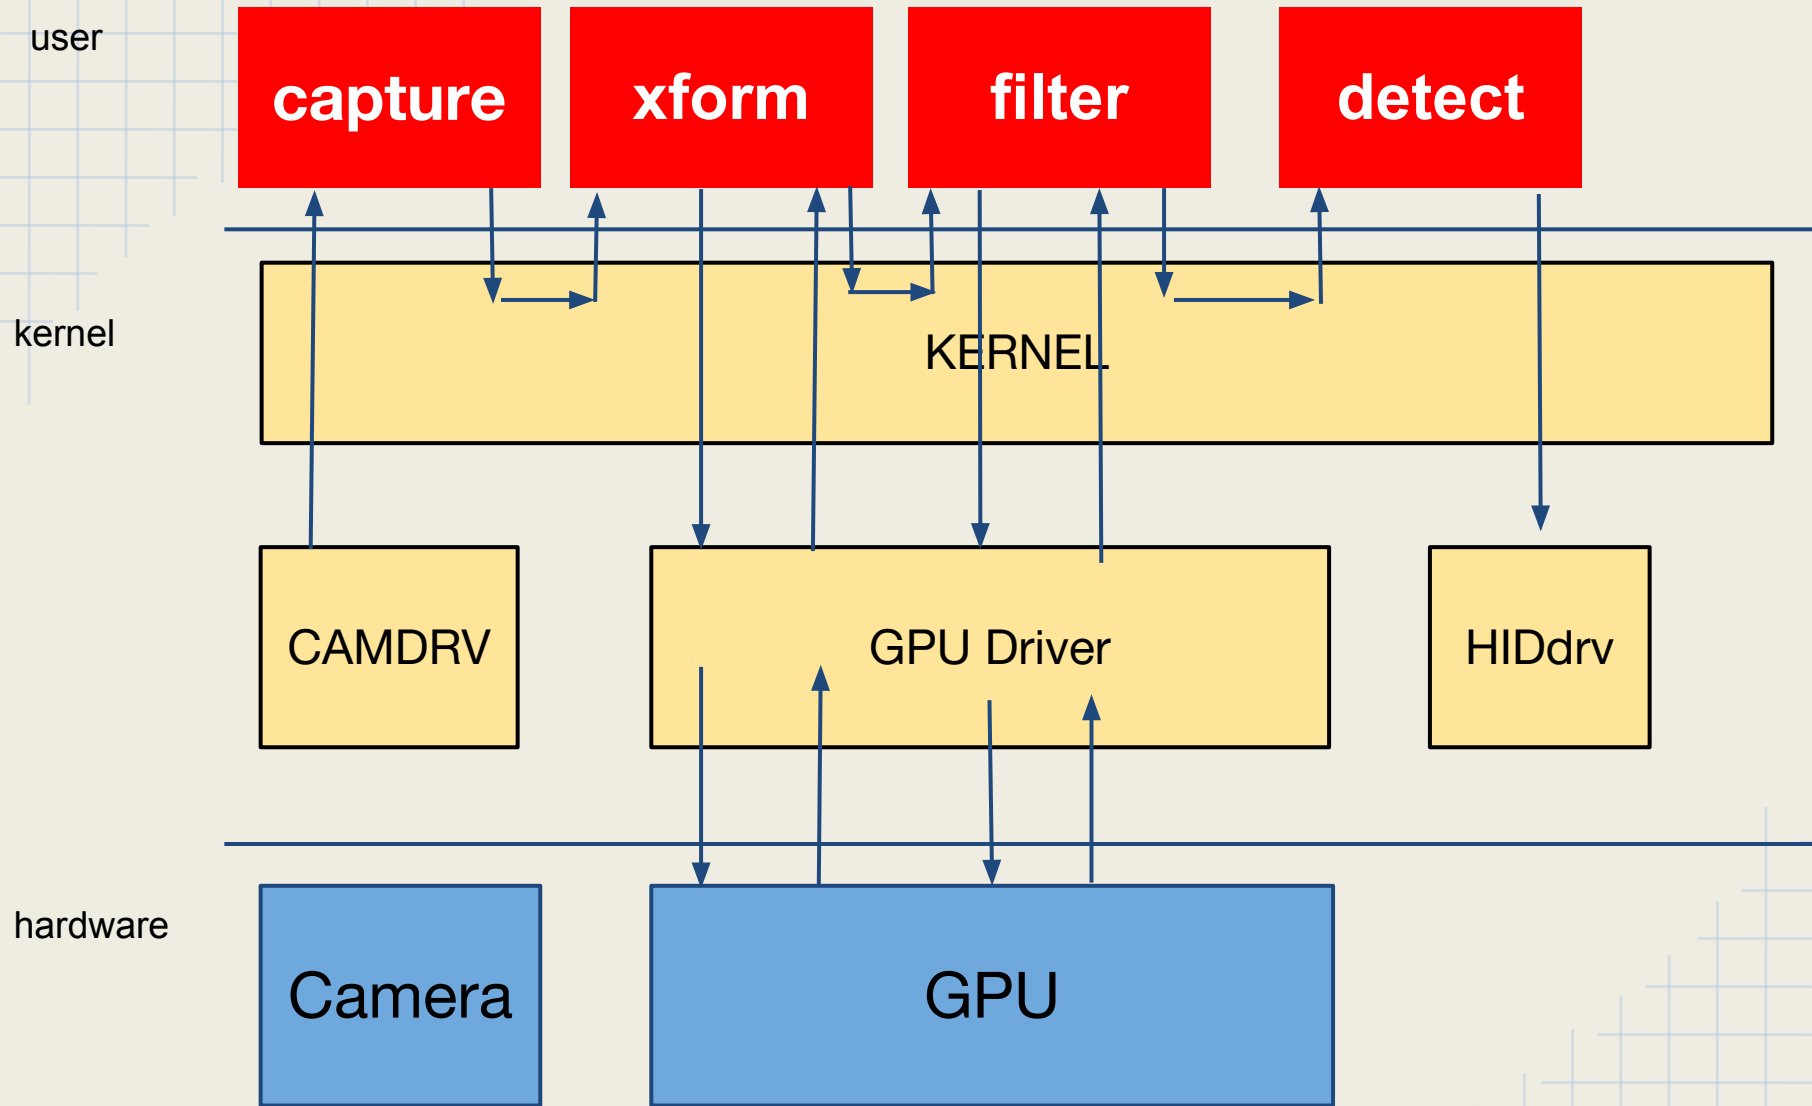 user
capture
xform
filter
detect
kernel
KERNEL
CAMDRV
GPU Driver
HIDdrv
hardware
Camera
GPU